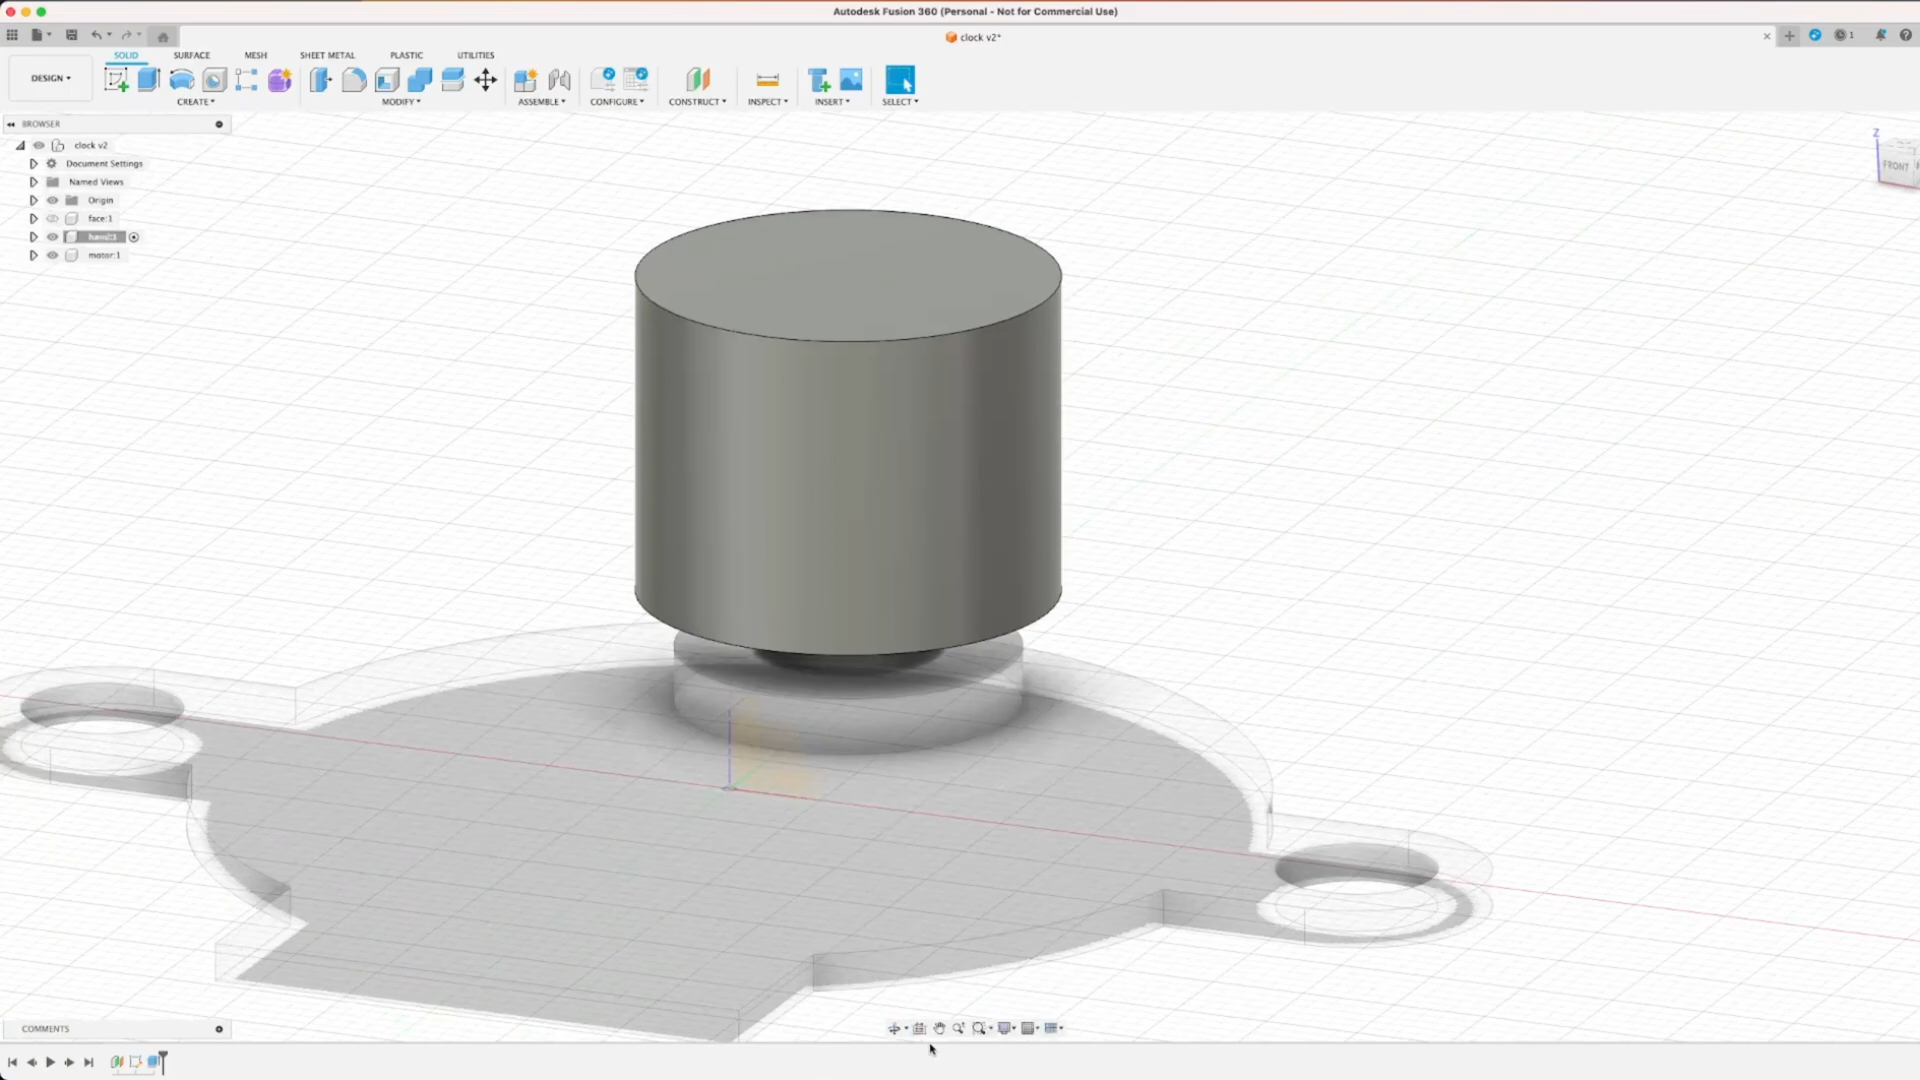 Autodesk Fusion 360 (Personal - Not for Commercial Use)
clock v2*
1
DESIGN
SOLID
SURFACE
MESH
SHEET METAL
PLASTIC
UTILITIES
CREATE
MODIFY
ASSEMBLE
CONFIGURE
CONSTRUCT
INSPECT
INSERT
SELECT
BROWSER
clock v2
Document Settings
Named Views
Origin
face:1
motor:1
Z
FRONT
COMMENTS